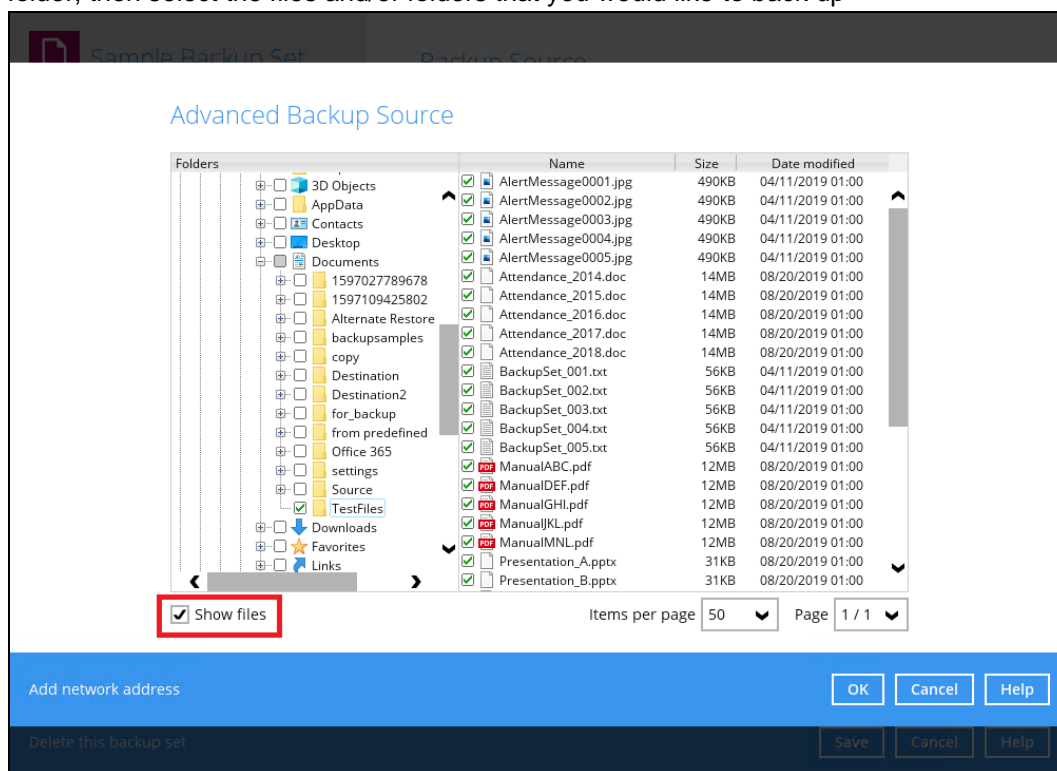 folder, then select the files and/or folders that you would like to back up
Sample Backup Set Backup Source
Advanced Backup Source
Folders Name Size Date modified
3D Objects
AppData
Contacts
Desktop
Documents
1597027789678
1597109425802
Alternate Restore
backupsamples
copy
Destination
Destination2
for_backup
from predefined
Office 365
settings
Source
TestFiles
Downloads
Favorites
Links
AlertMessage0001.jpg 490KB 04/11/2019 01:00
AlertMessage0002.jpg 490KB 04/11/2019 01:00
AlertMessage0003.jpg 490KB 04/11/2019 01:00
AlertMessage0004.jpg 490KB 04/11/2019 01:00
AlertMessage0005.jpg 490KB 04/11/2019 01:00
Attendance_2014.doc 14MB 08/20/2019 01:00
Attendance_2015.doc 14MB 08/20/2019 01:00
Attendance_2016.doc 14MB 08/20/2019 01:00
Attendance_2017.doc 14MB 08/20/2019 01:00
Attendance_2018.doc 14MB 08/20/2019 01:00
BackupSet_001.txt 56KB 04/11/2019 01:00
BackupSet_002.txt 56KB 04/11/2019 01:00
BackupSet_003.txt 56KB 04/11/2019 01:00
BackupSet_004.txt 56KB 04/11/2019 01:00
BackupSet_005.txt 56KB 04/11/2019 01:00
PDF ManualABC.pdf 12MB 08/20/2019 01:00
PDF ManualDEF.pdf 12MB 08/20/2019 01:00
PDF ManualGHI.pdf 12MB 08/20/2019 01:00
PDF ManualJKL.pdf 12MB 08/20/2019 01:00
PDF ManualMNL.pdf 12MB 08/20/2019 01:00
Presentation_A.pptx 31KB 08/20/2019 01:00
Presentation_B.pptx 31KB 08/20/2019 01:00
Show files Items per page 50 Page 1 / 1
Add network address OK Cancel Help
Delete this backup set Save Cancel Help